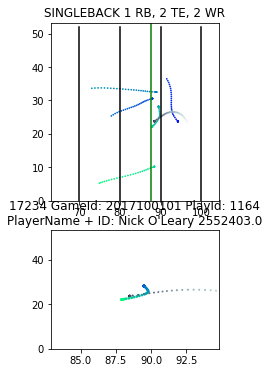 SINGLEBACK 1 RB, 2 TE, 2 WR
50
40
30
20
10
0
70 80 90 100
17234 GameId: 2017100101 PlayId: 1164
PlayerName + ID: Nick O'Leary 2552403.0
40
20
0
85.0 87.5 90.0 92.5